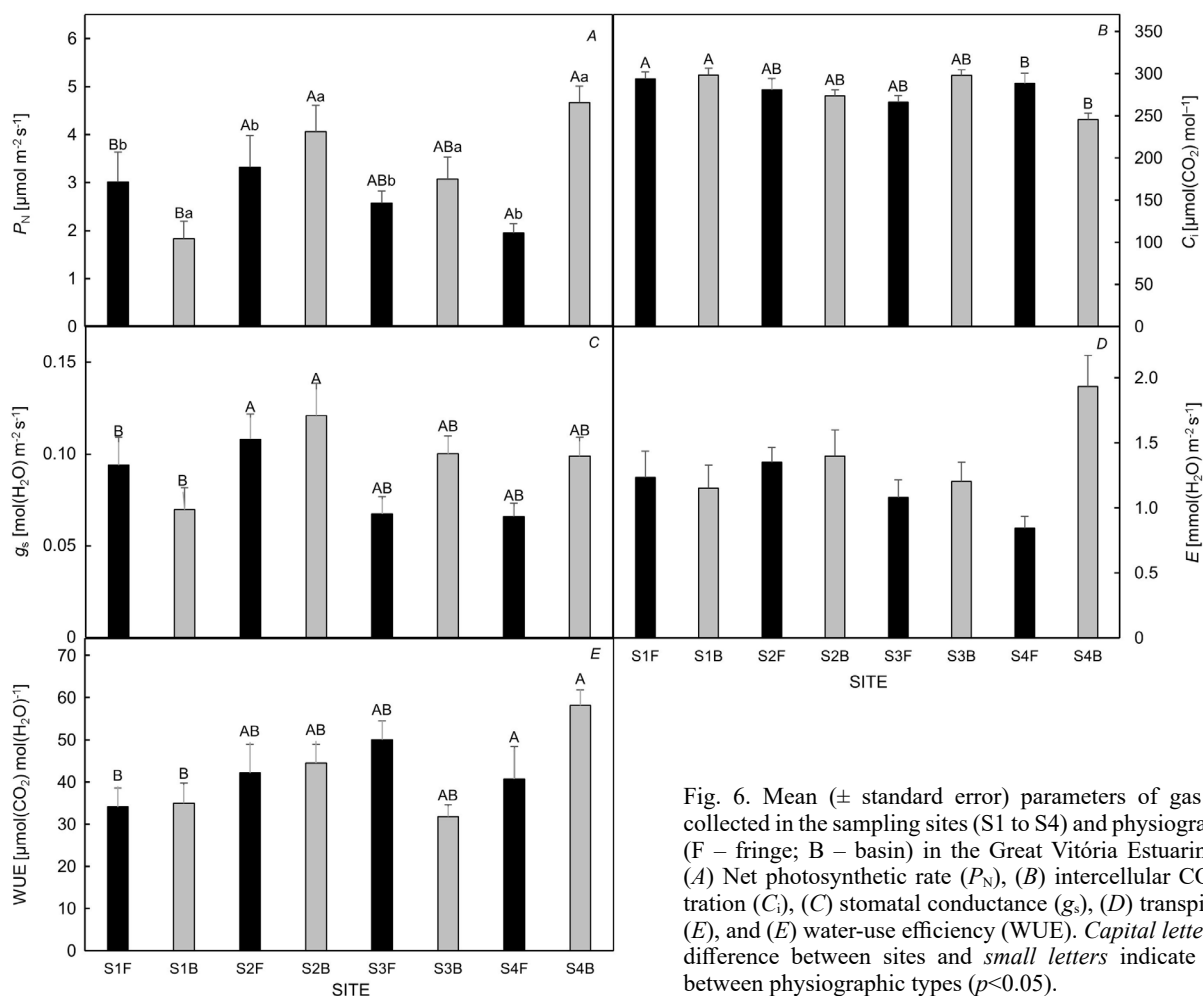 A
6
5
4
3
2
1
0
P_N [µmol m⁻² s⁻¹]
Bb
Ba
Ab
Aa
ABb
ABa
Ab
Aa
B
350
300
250
200
150
100
50
0
C_i [µmol(CO₂) mol⁻¹
A
A
AB
AB
AB
AB
B
B
C
0.15
0.10
0.05
0
g_s [mol(H₂O) m⁻² s⁻¹]
B
B
A
A
AB
AB
AB
AB
D
2.0
1.5
1.0
0.5
0
E [mmol(H₂O) m⁻² s⁻¹]
S1F S1B S2F S2B S3F S3B S4F S4B
SITE
E
70
60
50
40
30
20
10
0
WUE [µmol(CO₂) mol(H₂O)⁻¹]
B
B
AB
AB
AB
AB
A
A
S1F S1B S2F S2B S3F S3B S4F S4B
SITE
Fig. 6. Mean (± standard error) parameters of gas
collected in the sampling sites (S1 to S4) and physiogra
(F – fringe; B – basin) in the Great Vitória Estuarin
(A) Net photosynthetic rate (P_N), (B) intercellular CO
tration (C_i), (C) stomatal conductance (g_s), (D) transpi
(E), and (E) water-use efficiency (WUE). Capital lette
difference between sites and small letters indicate
between physiographic types (p<0.05).